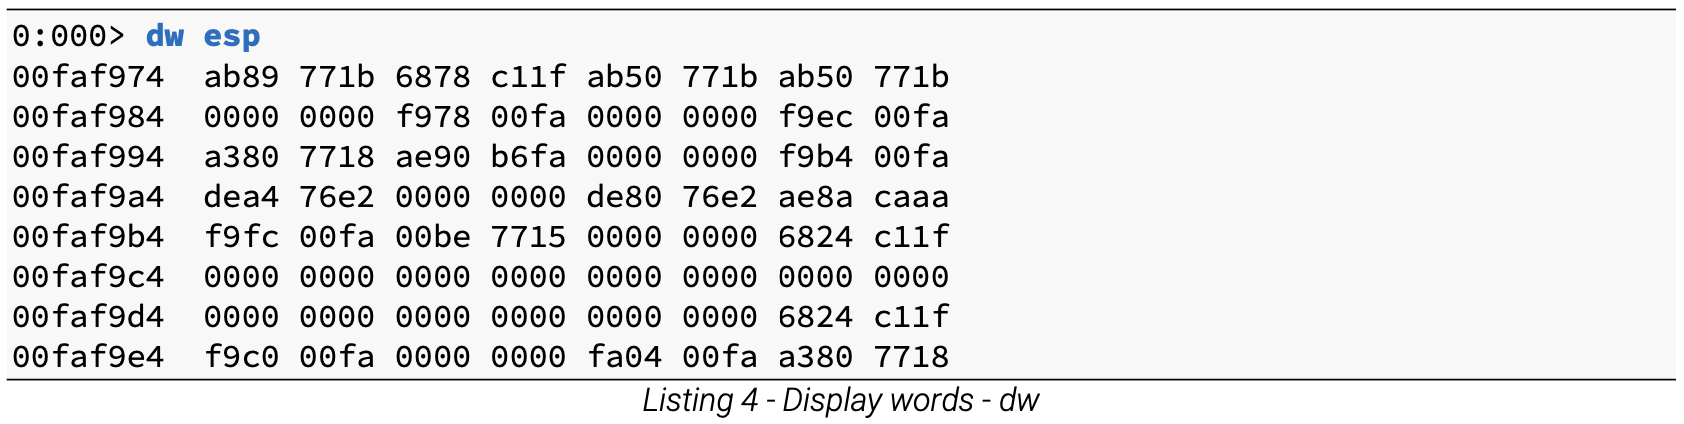 0:000> dw esp
00faf974  ab89 771b 6878 c11f ab50 771b ab50 771b
00faf984  0000 0000 f978 00fa 0000 0000 f9ec 00fa
00faf994  a380 7718 ae90 b6fa 0000 0000 f9b4 00fa
00faf9a4  dea4 76e2 0000 0000 de80 76e2 ae8a caaa
00faf9b4  f9fc 00fa 00be 7715 0000 0000 6824 c11f
00faf9c4  0000 0000 0000 0000 0000 0000 0000 0000
00faf9d4  0000 0000 0000 0000 0000 0000 6824 c11f
00faf9e4  f9c0 00fa 0000 0000 fa04 00fa a380 7718
Listing 4 - Display words - dw